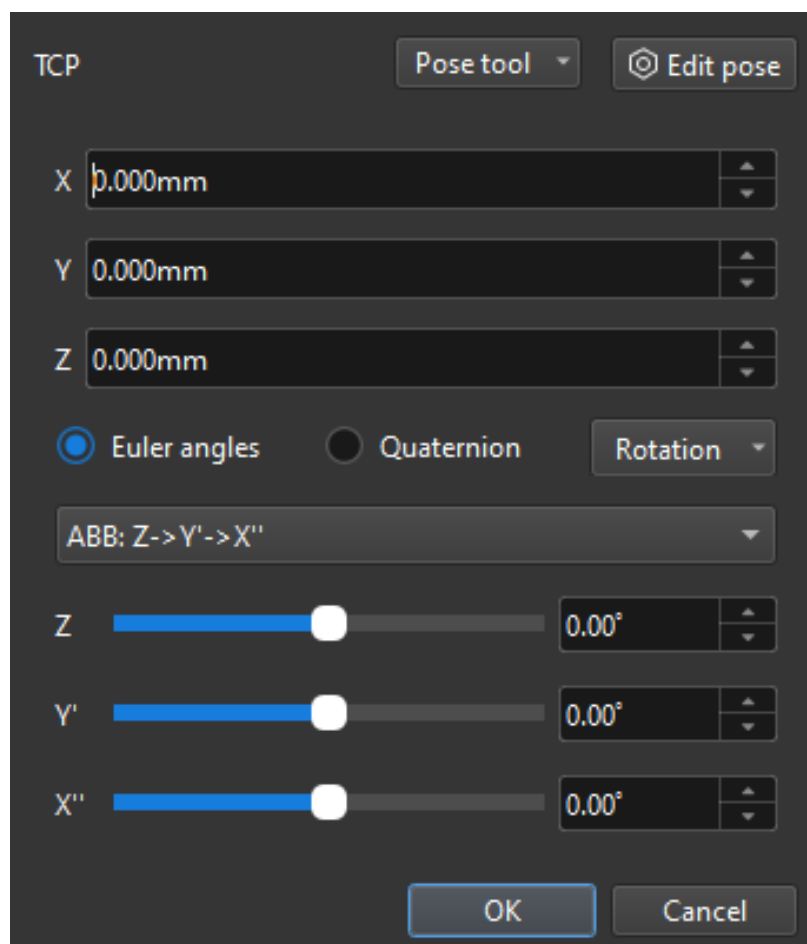 TCP Pose tool Edit pose
X 0.000mm
Y 0.000mm
Z 0.000mm
Euler angles Quaternion Rotation
ABB: Z->Y'->X''
Z 0.00°
Y' 0.00°
X'' 0.00°
OK Cancel